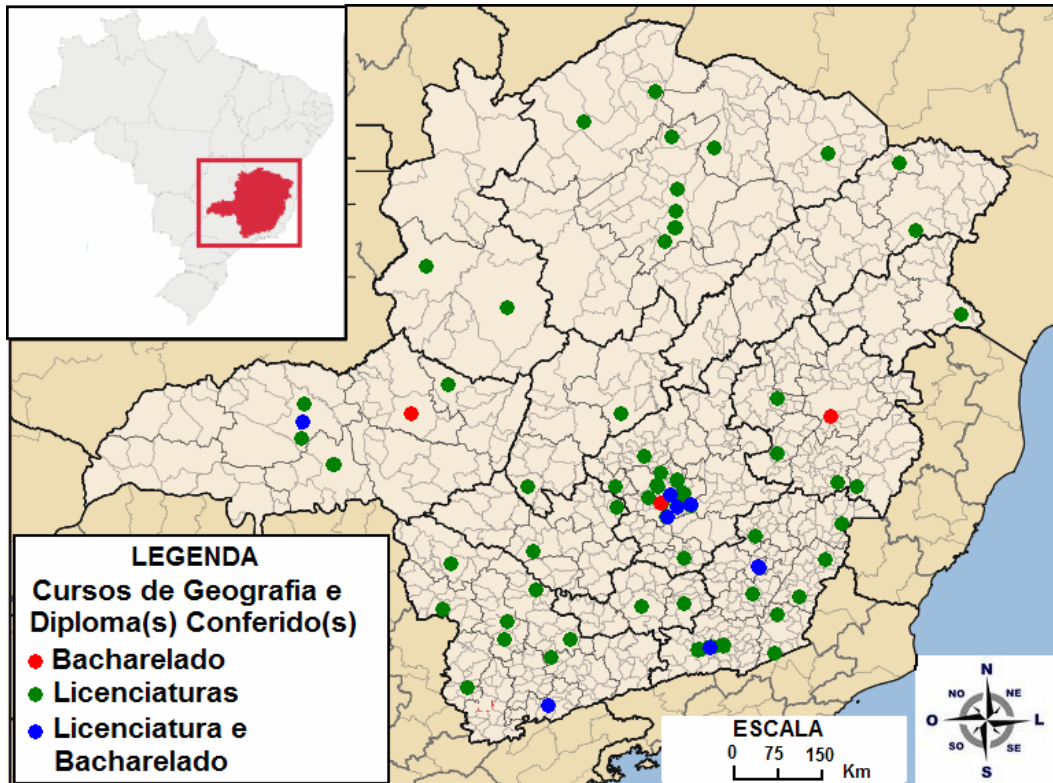 LEGENDA
Cursos de Geografia e
Diploma(s) Conferido(s)
Bacharelado
Licenciaturas
Licenciatura e
Bacharelado
ESCALA
0 75 150
Km
N
NO NE
O L
SO SE
S